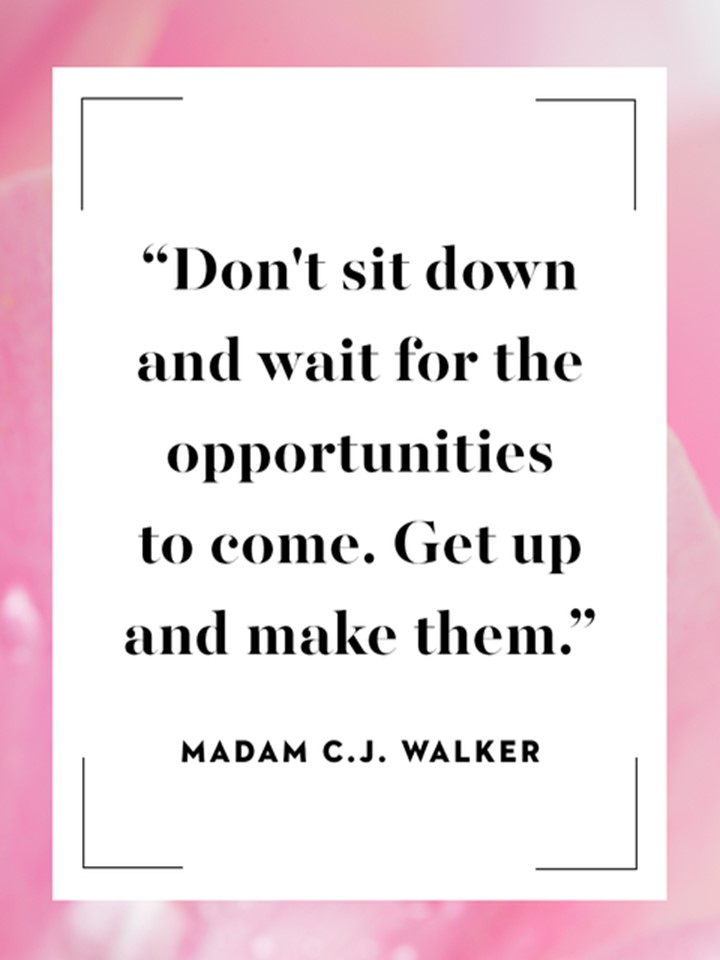 “Don't sit down
and wait for the
opportunities
to come. Get up
and make them.”
MADAM C.J. WALKER